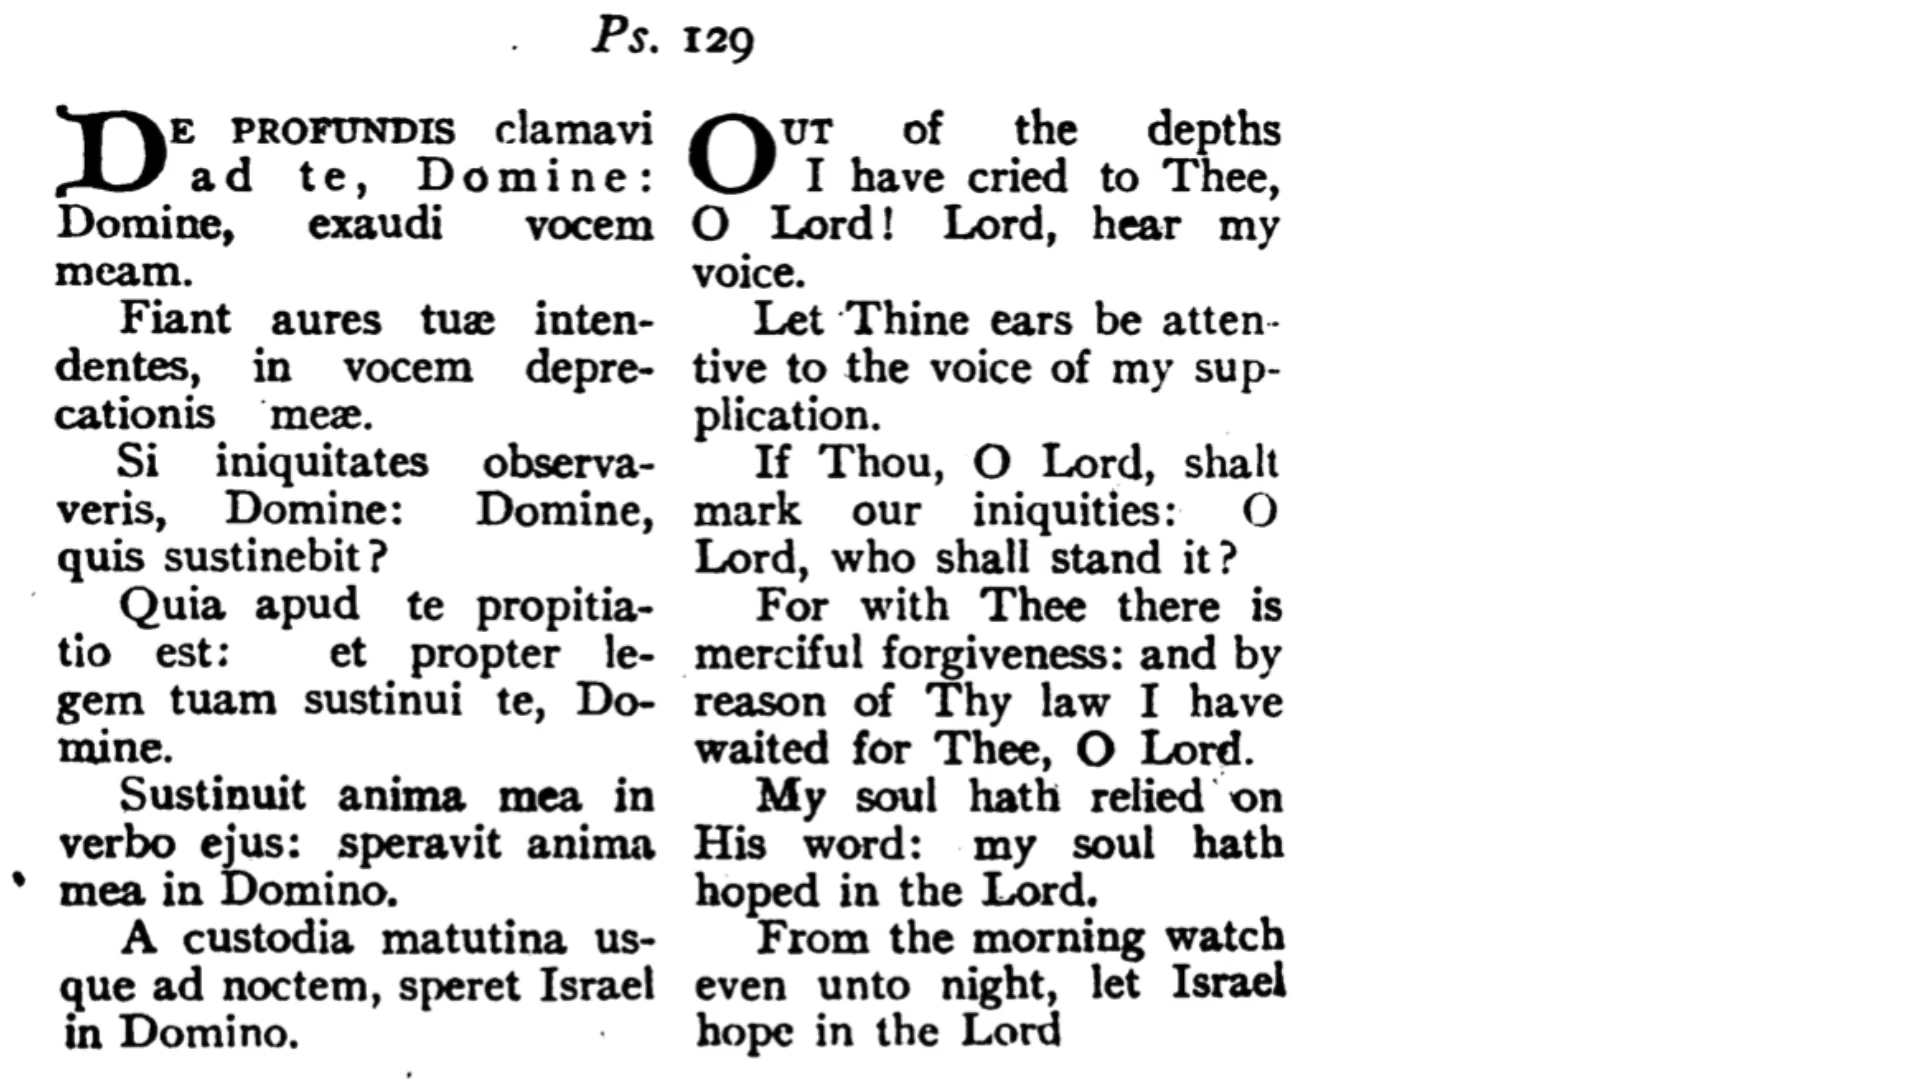 Ps. 129
DE PROFUNDIS clamavi
ad te, Domine:
Domine, exaudi vocem
meam.
Fiant aures tuæ inten-
dentes, in vocem depre-
cationis meæ.
Si iniquitates observa-
veris, Domine: Domine,
quis sustinebit?
Quia apud te propitia-
tio est: et propter le-
gem tuam sustinui te, Do-
mine.
Sustinuit anima mea in
verbo ejus: speravit anima
mea in Domino.
A custodia matutina us-
que ad noctem, speret Israel
in Domino.
OUT of the depths
I have cried to Thee,
O Lord! Lord, hear my
voice.
Let Thine ears be atten-
tive to the voice of my sup-
plication.
If Thou, O Lord, shalt
mark our iniquities: O
Lord, who shall stand it?
For with Thee there is
merciful forgiveness: and by
reason of Thy law I have
waited for Thee, O Lord.
My soul hath relied on
His word: my soul hath
hoped in the Lord.
From the morning watch
even unto night, let Israel
hope in the Lord